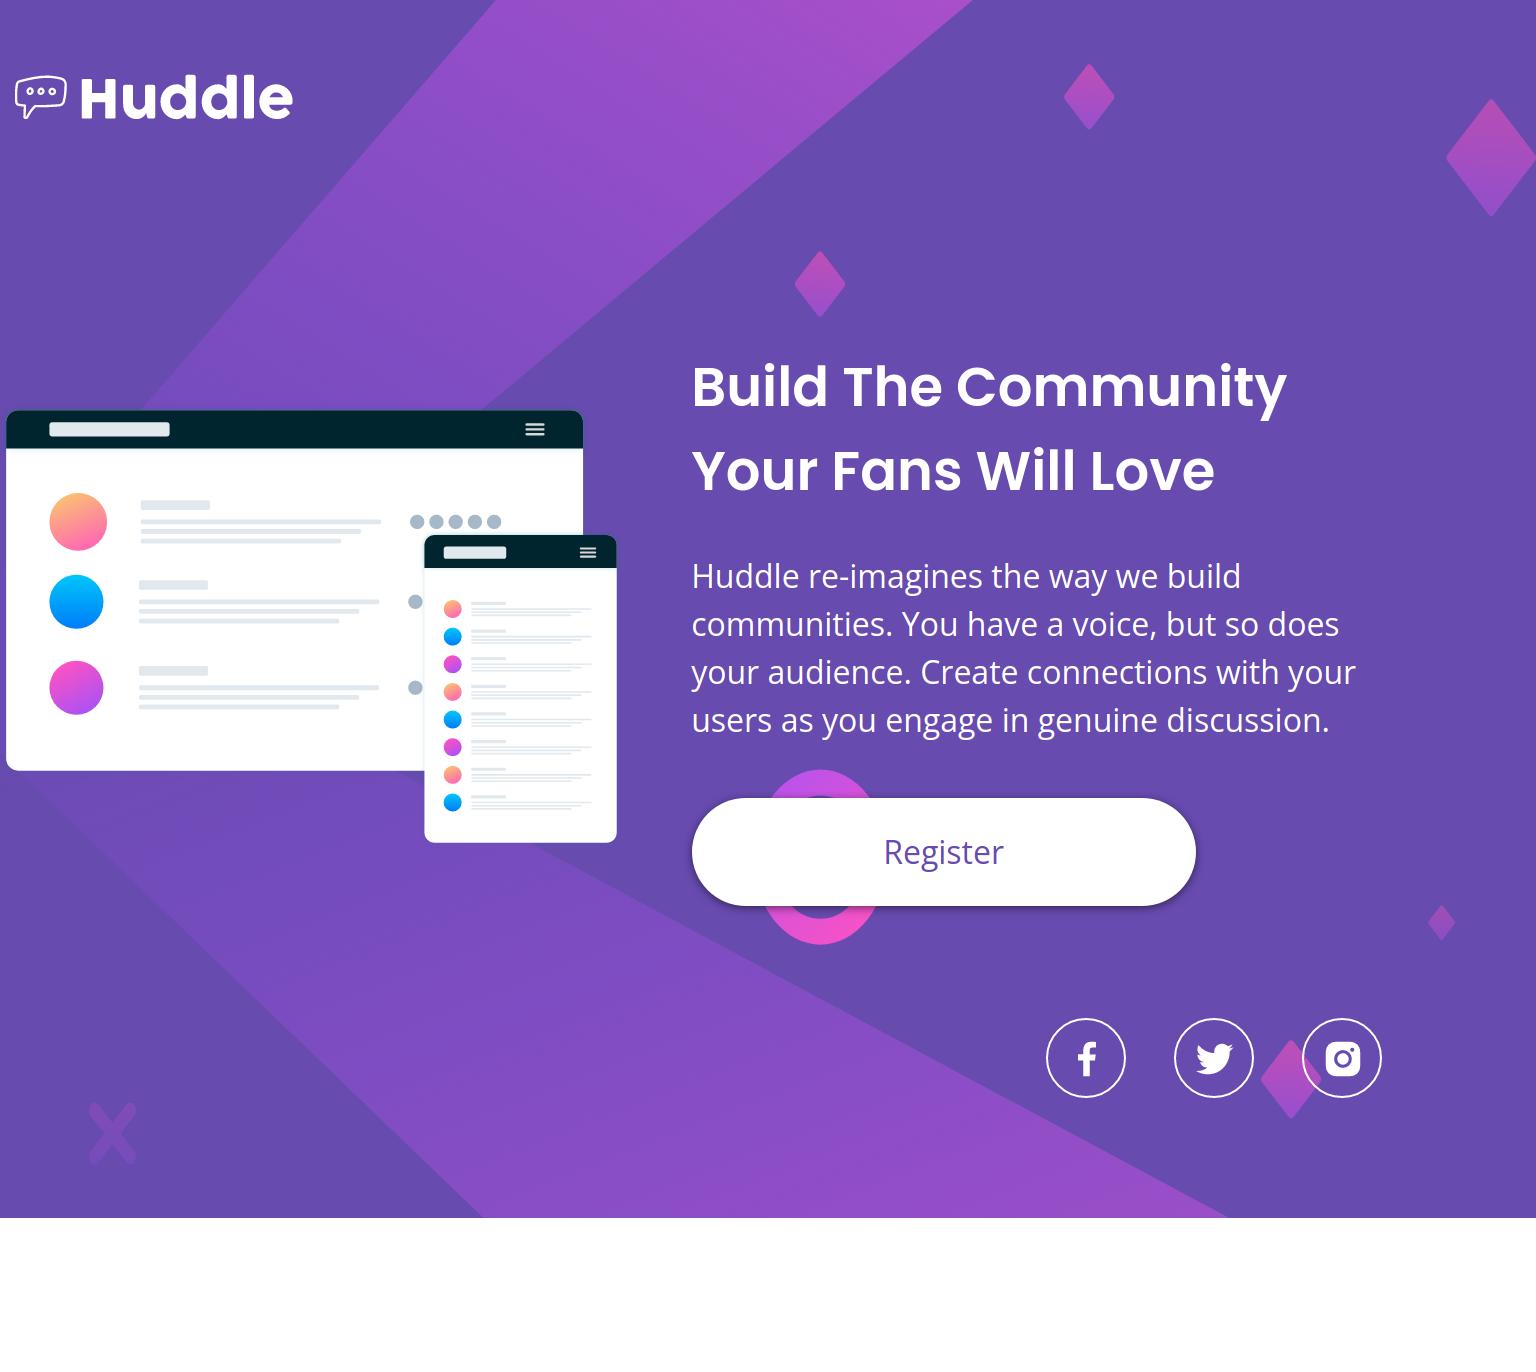 Huddle
Build The Community
Your Fans Will Love
Huddle re-imagines the way we build
communities. You have a voice, but so does
your audience. Create connections with your
users as you engage in genuine discussion.
Register